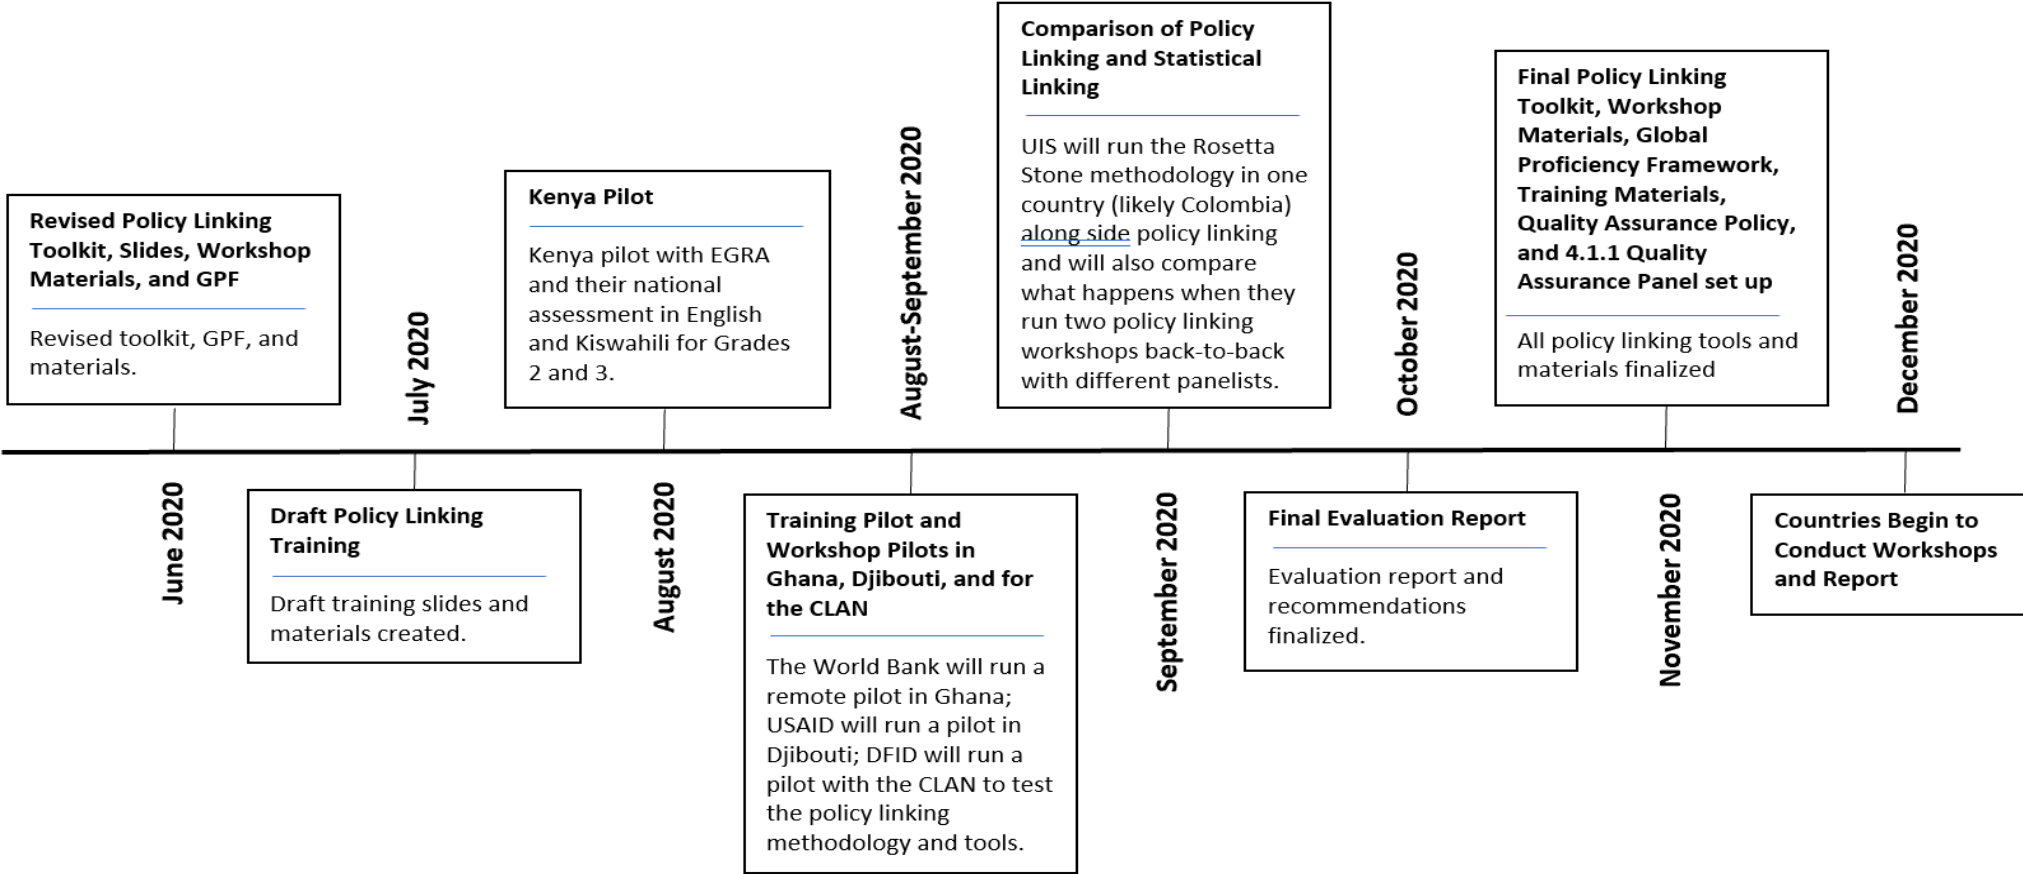 Revised Policy Linking
Toolkit, Slides, Workshop
Materials, and GPF
Revised toolkit, GPF, and
materials.
June 2020
July 2020
Draft Policy Linking
Training
Draft training slides and
materials created.
Kenya Pilot
Kenya pilot with EGRA
and their national
assessment in English
and Kiswahili for Grades
2 and 3.
August 2020
August-September 2020
Training Pilot and
Workshop Pilots in
Ghana, Djibouti, and for
the CLAN
The World Bank will run a
remote pilot in Ghana;
USAID will run a pilot in
Djibouti; DFID will run a
pilot with the CLAN to test
the policy linking
methodology and tools.
Comparison of Policy
Linking and Statistical
Linking
UIS will run the Rosetta
Stone methodology in one
country (likely Colombia)
along side policy linking
and will also compare
what happens when they
run two policy linking
workshops back-to-back
with different panelists.
September 2020
October 2020
Final Evaluation Report
Evaluation report and
recommendations
finalized.
Final Policy Linking
Toolkit, Workshop
Materials, Global
Proficiency Framework,
Training Materials,
Quality Assurance Policy,
and 4.1.1 Quality
Assurance Panel set up
All policy linking tools and
materials finalized
November 2020
December 2020
Countries Begin to
Conduct Workshops
and Report